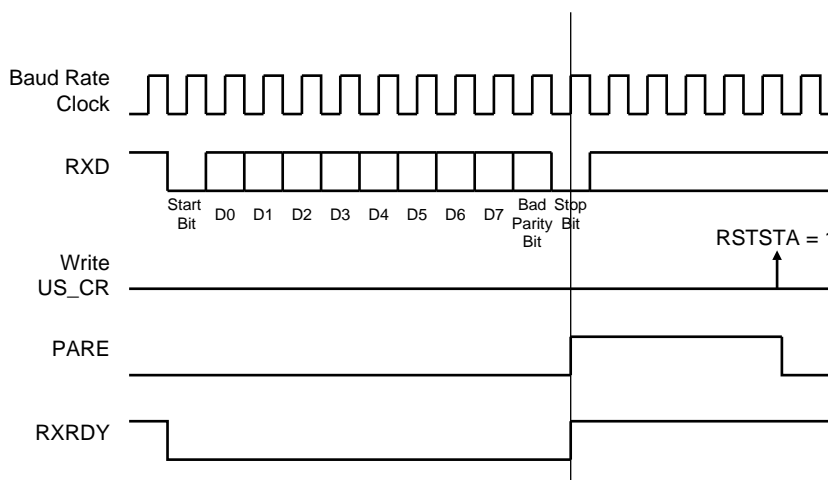 Baud Rate
Clock
RXD
Start
Bit
D0 D1 D2 D3 D4 D5 D6 D7
Bad
Parity
Bit
Stop
Bit
RSTSTA = 1
Write
US_CR
PARE
RXRDY